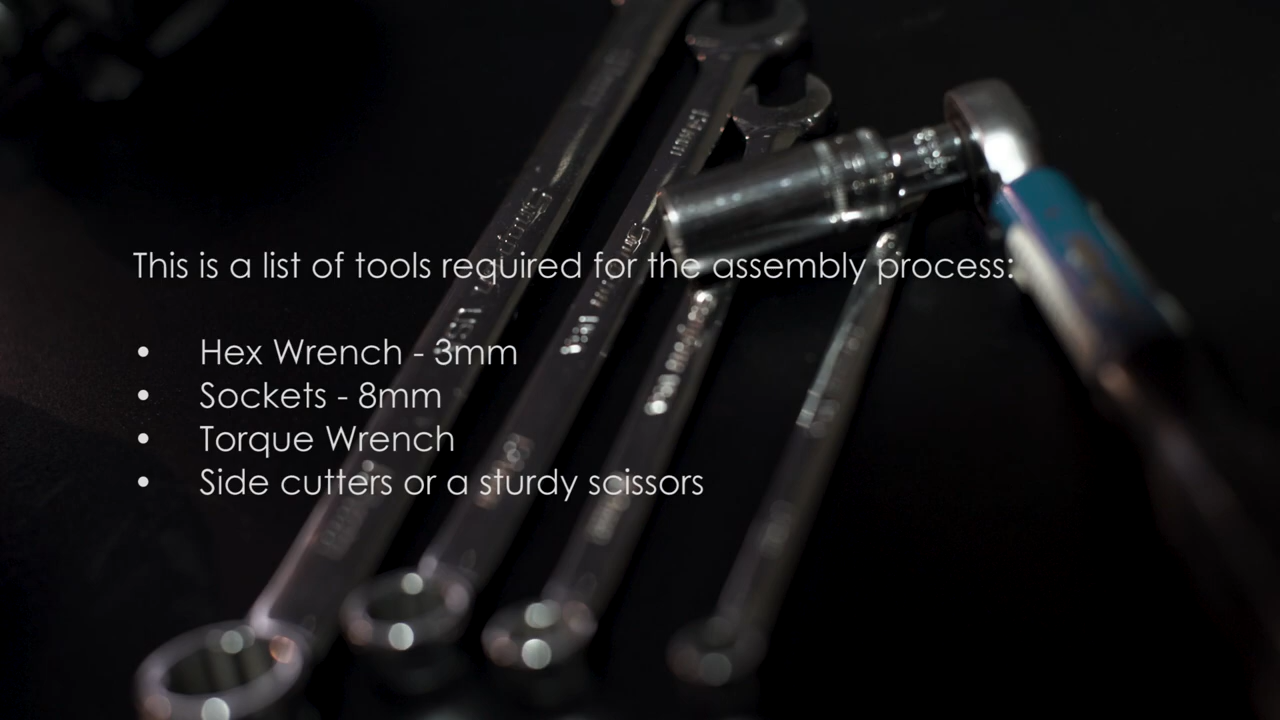 This is a list of tools required for the assembly process:
• Hex Wrench - 3mm
• Sockets - 8mm
• Torque Wrench
• Side cutters or a sturdy scissors